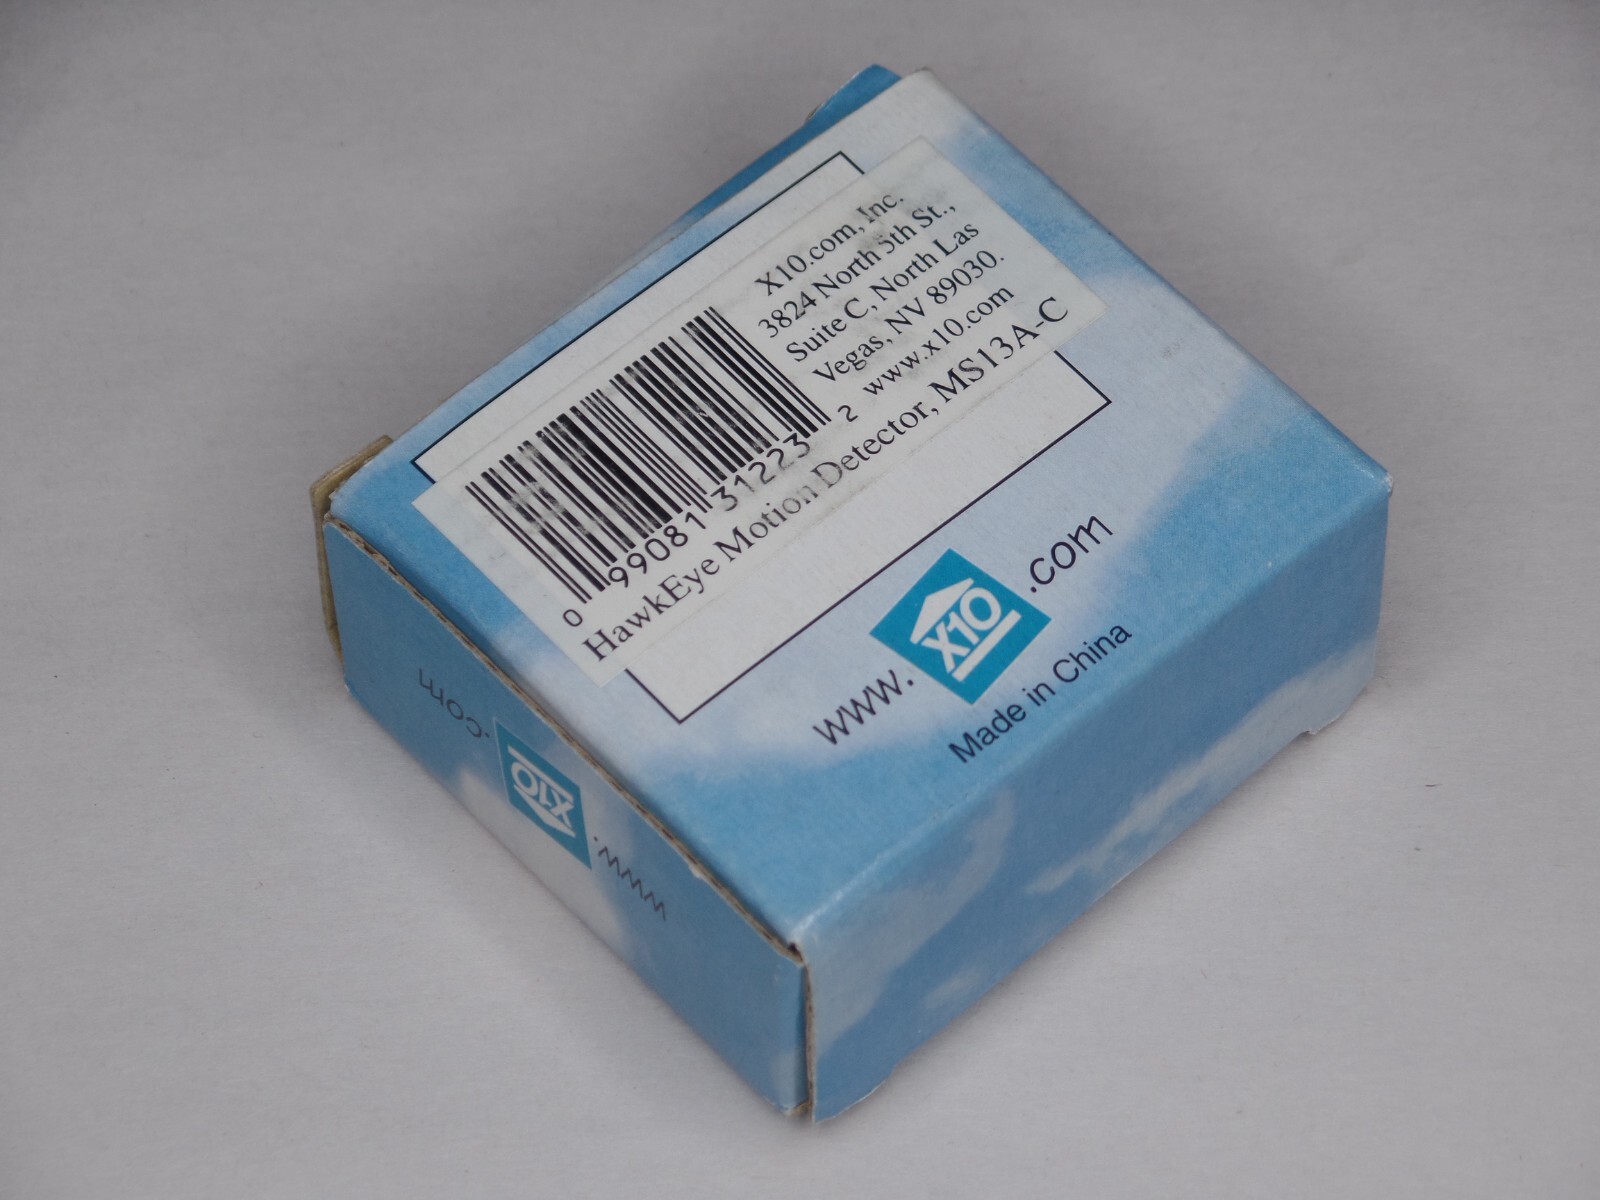 X10.com, Inc.
3824 North 5th St.,
Suite C, North Las
Vegas, NV 89030.
www.x10.com
0 99081 31223 2
HawkEye Motion Detector, MS13A-C
www.X10.com
Made in China
www.X10.com